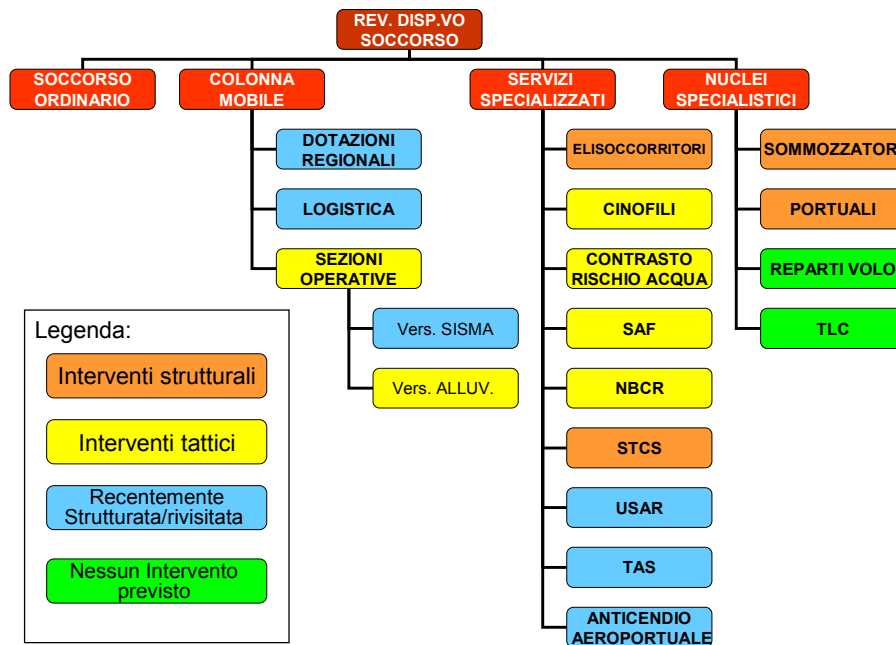 REV. DISP.VO
SOCCORSO
SOCCORSO
ORDINARIO
COLONNA
MOBILE
SERVIZI
SPECIALIZZATI
NUCLEI
SPECIALISTICI
DOTAZIONI
REGIONALI
LOGISTICA
SEZIONI
OPERATIVE
Vers. SISMA
Vers. ALLUV.
ELISOCCORRITORI
CINOFILI
CONTRASTO
RISCHIO ACQUA
SAF
NBCR
STCS
USAR
TAS
ANTICENDIO
AEROPORTUALE
SOMMOZZATOR
PORTUALI
REPARTI VOLO
TLC
Legenda:
Interventi strutturali
Interventi tattici
Recentemente
Strutturata/rivisitata
Nessun Intervento
previsto